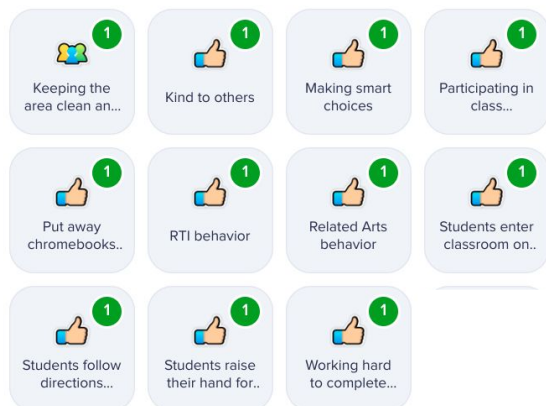 1
Keeping the
area clean an...
1
Kind to others
1
Making smart
choices
1
Participating in
class...
1
Put away
chromebooks..
1
RTI behavior
1
Related Arts
behavior
1
Students enter
classroom on..
1
Students follow
directions...
1
Students raise
their hand for..
1
Working hard
to complete...